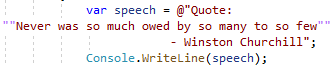 var speech = @"Quote:
""Never was so much owed by so many to so few""
- Winston Churchill";
Console.WriteLine(speech);